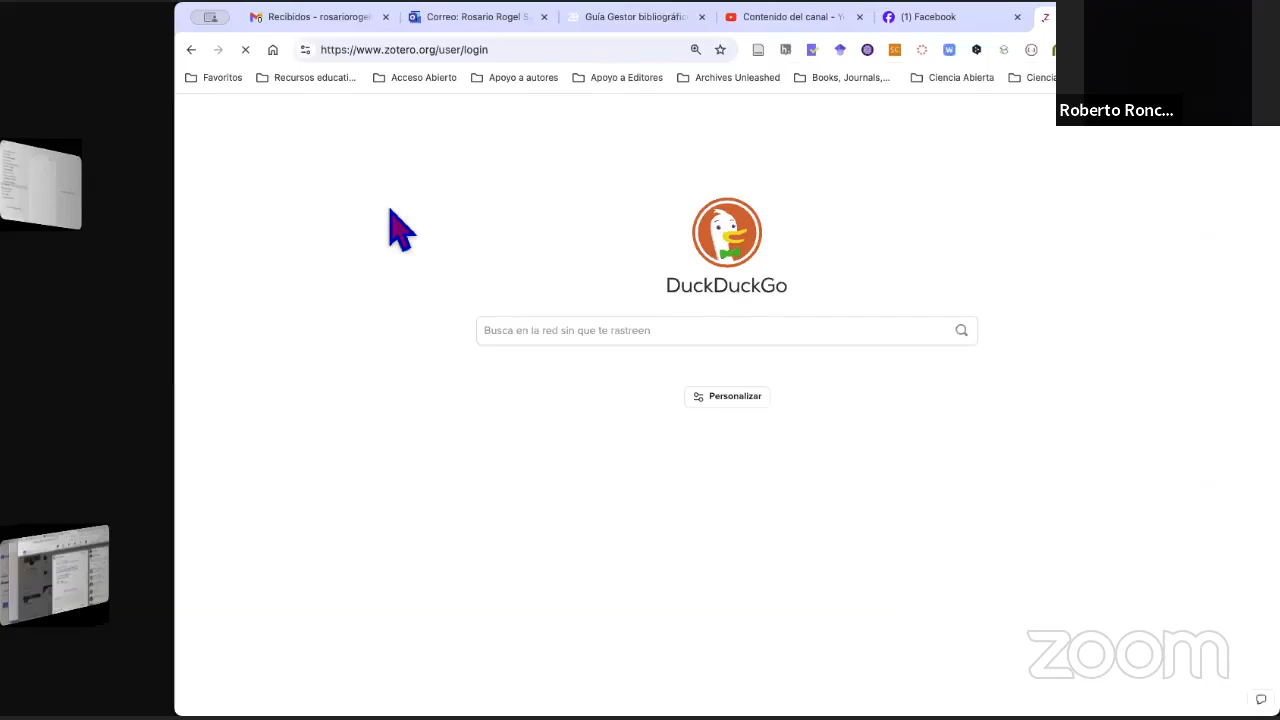 Recibidos - rosarioroge
Correo: Rosario Rogel S
Guía Gestor bibliográfic
Contenido del canal - Y
(1) Facebook
https://www.zotero.org/user/login
Favoritos
Recursos educati...
Acceso Abierto
Apoyo a autores
Apoyo a Editores
Archives Unleashed
Books, Journals,...
Ciencia Abierta
Ciencia
Roberto Ronc...
DuckDuckGo
Busca en la red sin que te rastreen
Personalizar
zoom